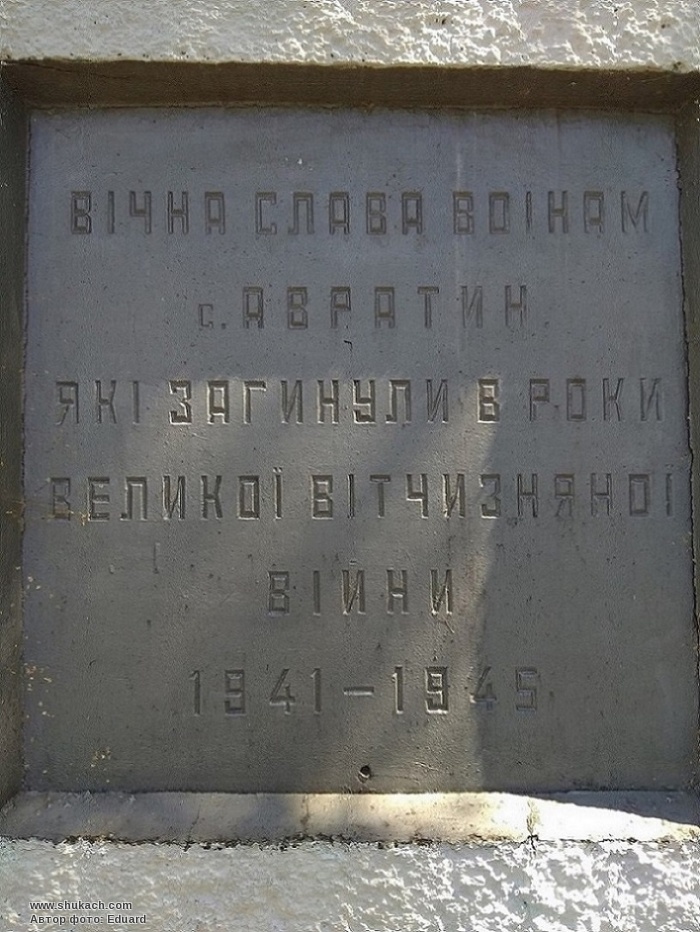 ВІЧНА СЛАВА ВОІНАМ
с. АВРАТИН.
ЯКІ ЗАГИНУЛИ В РОКИ
ВЕЛИКОЇ ВІТЧИЗНЯНОЇ
ВІЙНИ
1941–1945
www.shukach.com
Автор фото: Eduard